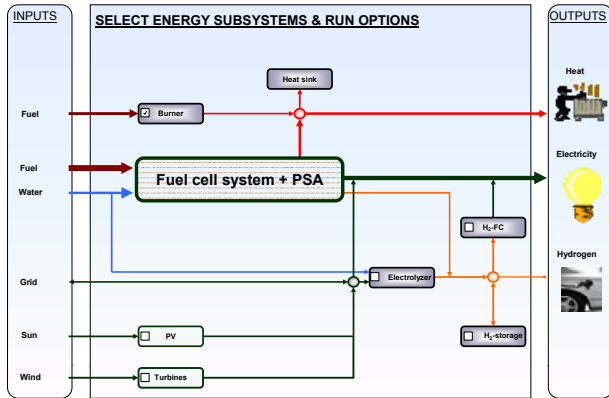 INPUTS
SELECT ENERGY SUBSYSTEMS & RUN OPTIONS
OUTPUTS
Heat sink
Heat
Fuel
Burner
Electricity
Fuel
Fuel cell system + PSA
Water
H₂-FC
Hydrogen
Grid
Electrolyzer
Sun
PV
H₂-storage
Wind
Turbines